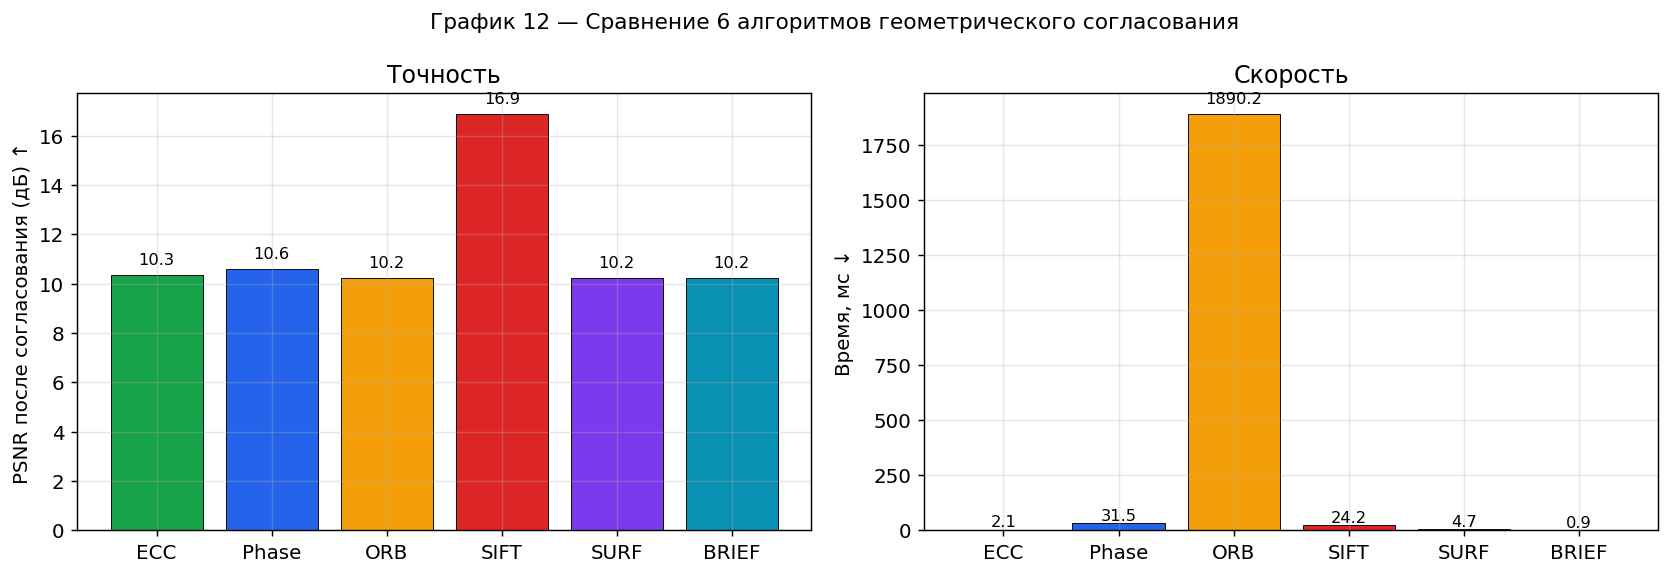 График 12 — Сравнение 6 алгоритмов геометрического согласования
Точность
PSNR после согласования (дБ) ↑
16
14
12
10
8
6
4
2
0
10.3
10.6
10.2
16.9
10.2
10.2
ECC
Phase
ORB
SIFT
SURF
BRIEF
Скорость
Время, мс ↓
1750
1500
1250
1000
750
500
250
0
2.1
31.5
1890.2
24.2
4.7
0.9
ECC
Phase
ORB
SIFT
SURF
BRIEF